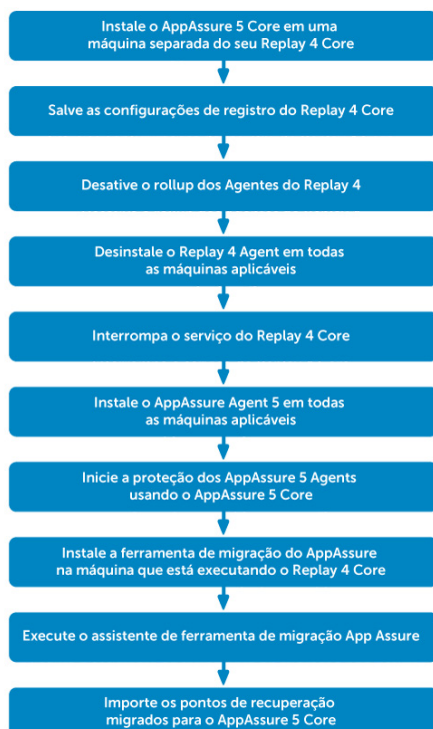 Instale o AppAssure 5 Core em uma
máquina separada do seu Replay 4 Core
Salve as configurações de registro do Replay 4 Core
Desative o rollup dos Agentes do Replay 4
Desinstale o Replay 4 Agent em todas
as máquinas aplicáveis
Interrompa o serviço do Replay 4 Core
Instale o AppAssure Agent 5 em todas
as máquinas aplicáveis
Inicie a proteção dos AppAssure 5 Agents
usando o AppAssure 5 Core
Instale a ferramenta de migração do AppAssure
na máquina que está executando o Replay 4 Core
Execute o assistente de ferramenta de migração App Assure
Importe os pontos de recuperação
migrados para o AppAssure 5 Core